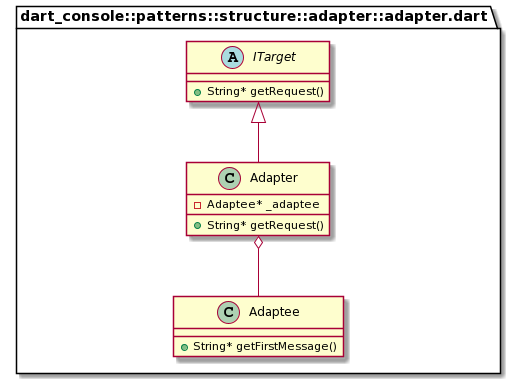 dart_console::patterns::structure::adapter::adapter.dart
A ITarget
String* getRequest()
C Adapter
Adaptee* _adaptee
String* getRequest()
C Adaptee
String* getFirstMessage()